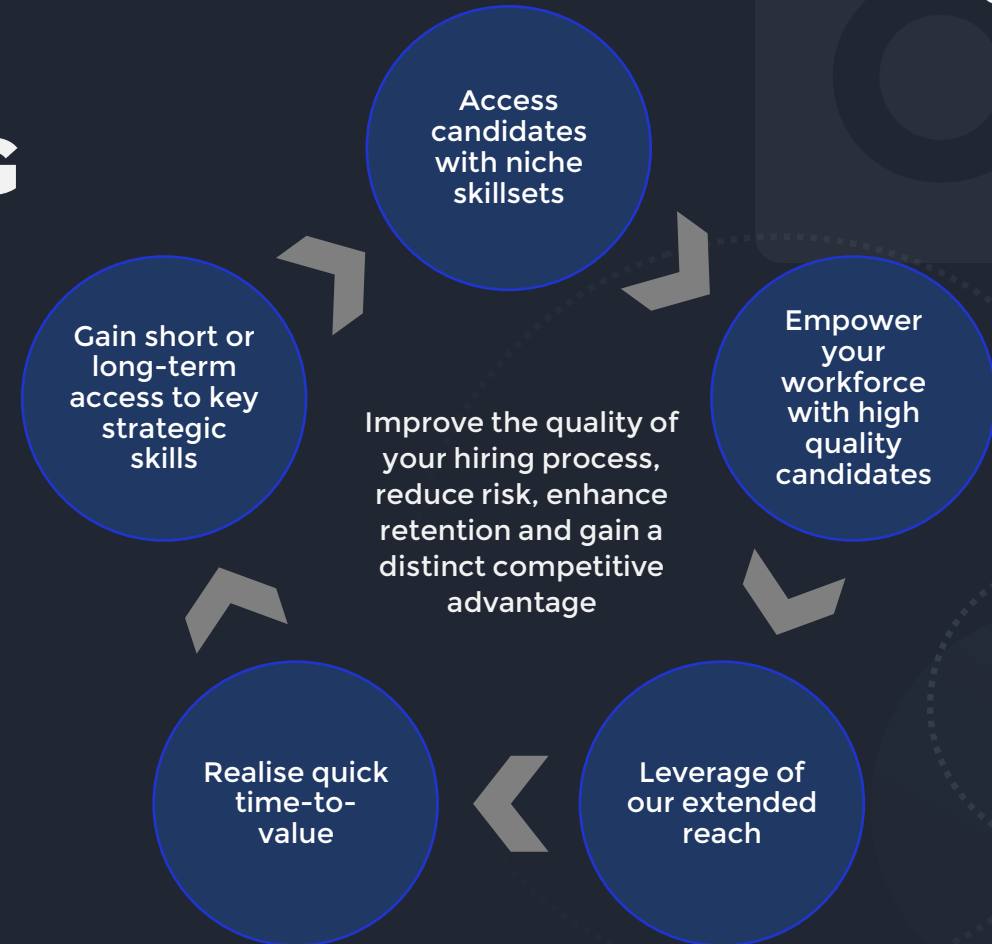 G
Access
candidates
with niche
skillsets
Empower
your
workforce
with high
quality
candidates
Leverage of
our extended
reach
Realise quick
time-to-
value
Gain short or
long-term
access to key
strategic
skills
Improve the quality of
your hiring process,
reduce risk, enhance
retention and gain a
distinct competitive
advantage